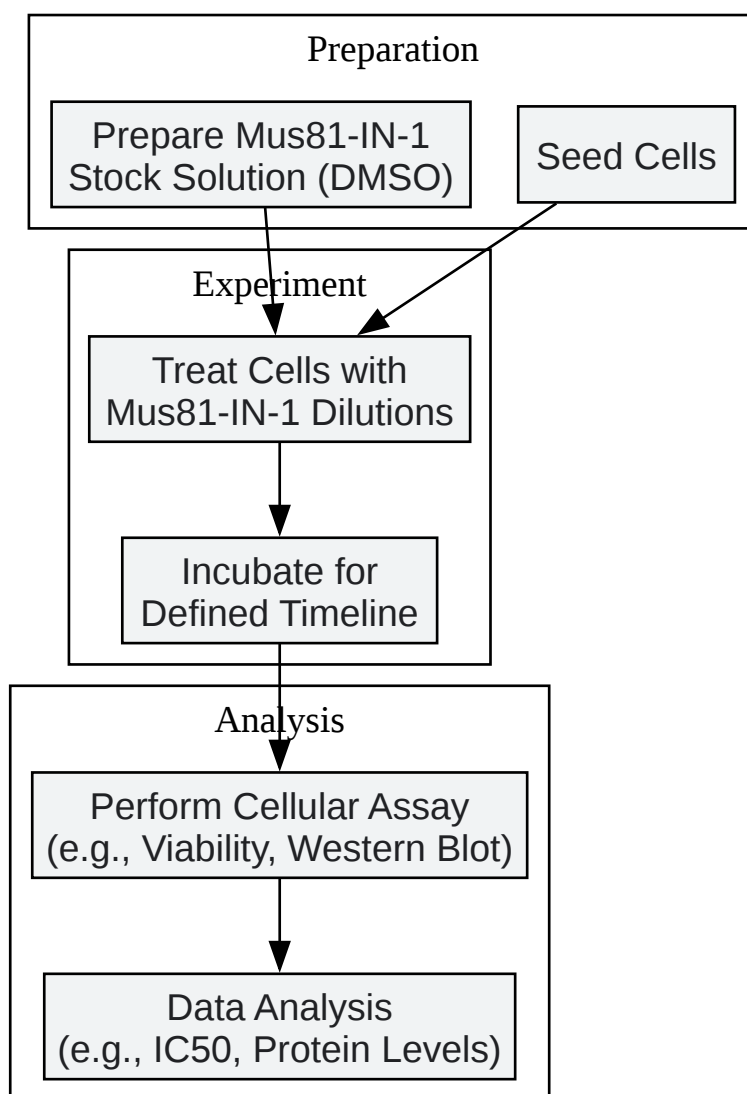 Preparation
Prepare Mus81-IN-1
Stock Solution (DMSO)
Seed Cells
Experiment
Treat Cells with
Mus81-IN-1 Dilutions
Incubate for
Defined Timeline
Analysis
Perform Cellular Assay
(e.g., Viability, Western Blot)
Data Analysis
(e.g., IC50, Protein Levels)